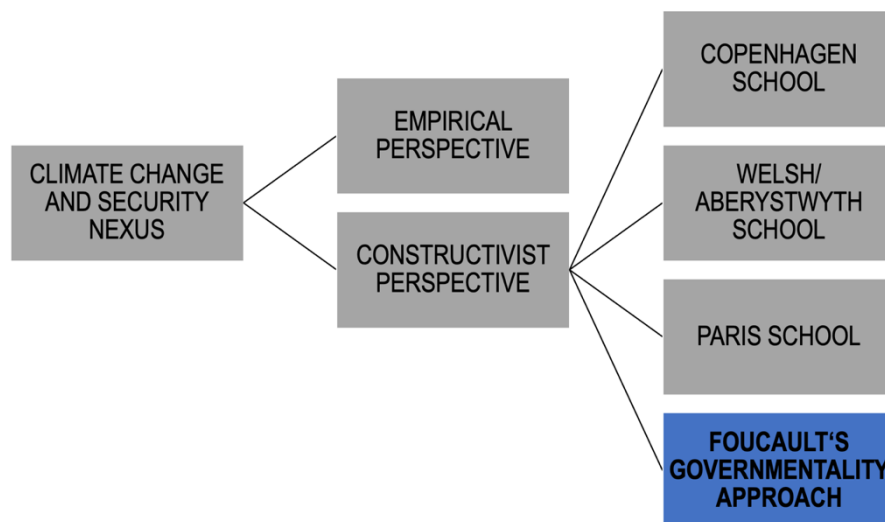 CLIMATE CHANGE
AND SECURITY
NEXUS
EMPIRICAL
PERSPECTIVE
CONSTRUCTIVIST
PERSPECTIVE
COPENHAGEN
SCHOOL
WELSH/
ABERYSTWYTH
SCHOOL
PARIS SCHOOL
FOUCAULT‘S
GOVERNMENTALITY
APPROACH